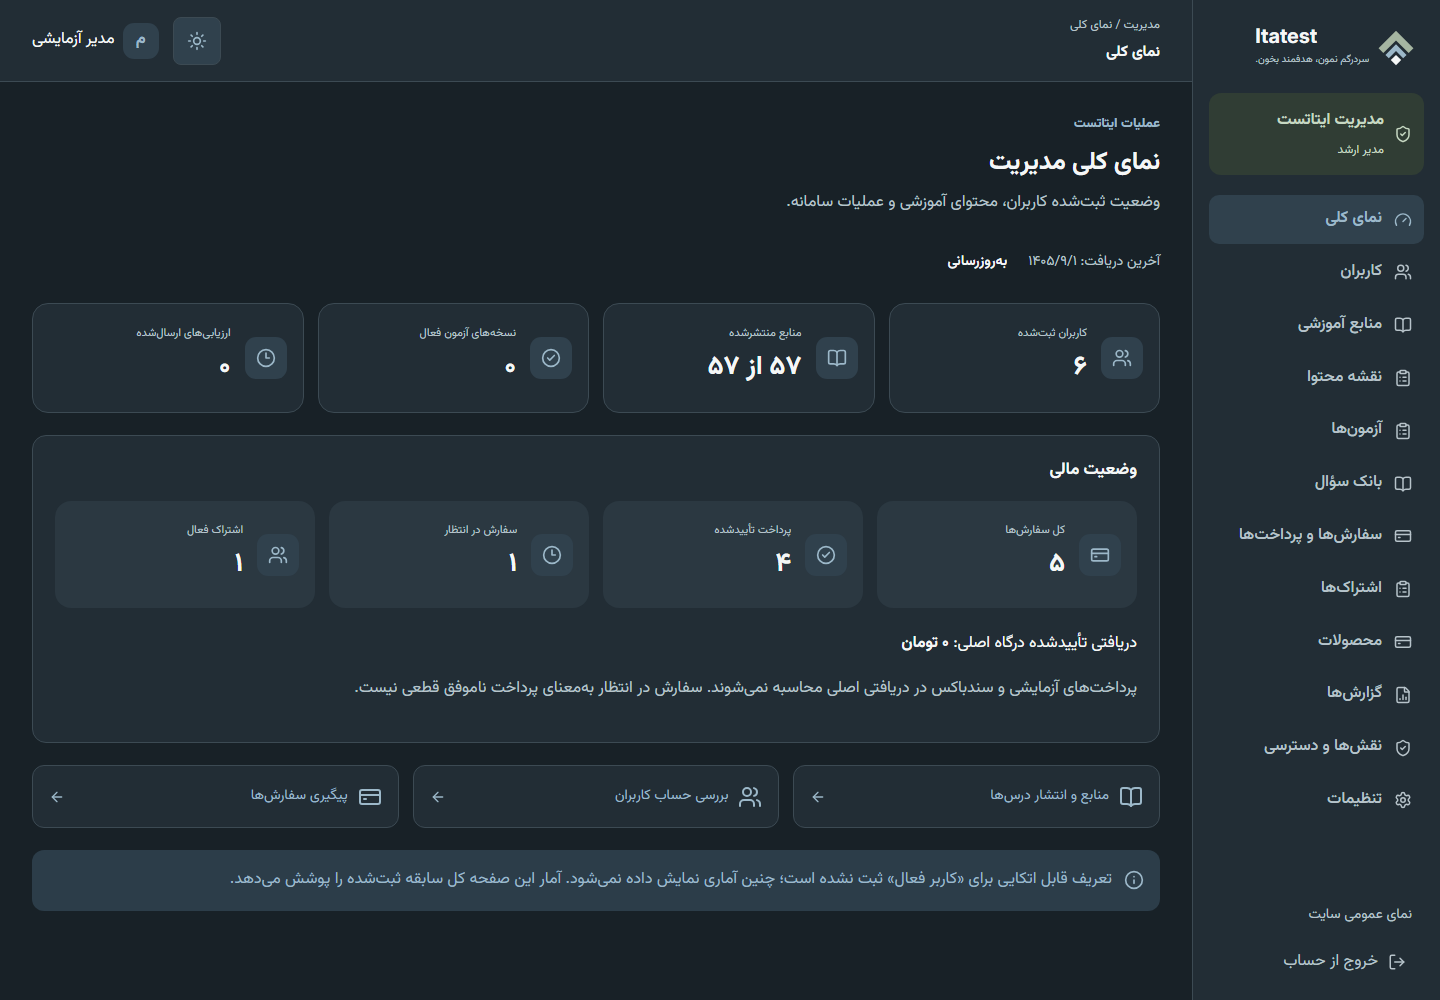 Itatest
سردرگم نمون، هدفمند بخون.
مدیریت ایتاتست
مدیر ارشد
نمای کلی
کاربران
منابع آموزشی
نقشه محتوا
آزمون‌ها
بانک سؤال
سفارش‌ها و پرداخت‌ها
اشتراک‌ها
محصولات
گزارش‌ها
نقش‌ها و دسترسی
تنظیمات
نمای عمومی سایت
خروج از حساب
مدیریت / نمای کلی
نمای کلی
م
مدیر آزمایشی
عملیات ایتاتست
نمای کلی مدیریت
وضعیت ثبت‌شده کاربران، محتوای آموزشی و عملیات سامانه.
آخرین دریافت: ۱۴۰۵/۹/۱ به‌روزرسانی
کاربران ثبت‌شده
۶
منابع منتشرشده
۵۷ از ۵۷
نسخه‌های آزمون فعال
۰
ارزیابی‌های ارسال‌شده
۰
وضعیت مالی
کل سفارش‌ها
۵
پرداخت تأییدشده
۴
سفارش در انتظار
۱
اشتراک فعال
۱
دریافتی تأییدشده درگاه اصلی: ۰ تومان
پرداخت‌های آزمایشی و سندباکس در دریافتی اصلی محاسبه نمی‌شوند. سفارش در انتظار به‌معنای پرداخت ناموفق قطعی نیست.
منابع و انتشار درس‌ها
بررسی حساب کاربران
پیگیری سفارش‌ها
تعریف قابل اتکایی برای «کاربر فعال» ثبت نشده است؛ چنین آماری نمایش داده نمی‌شود. آمار این صفحه کل سابقه ثبت‌شده را پوشش می‌دهد.